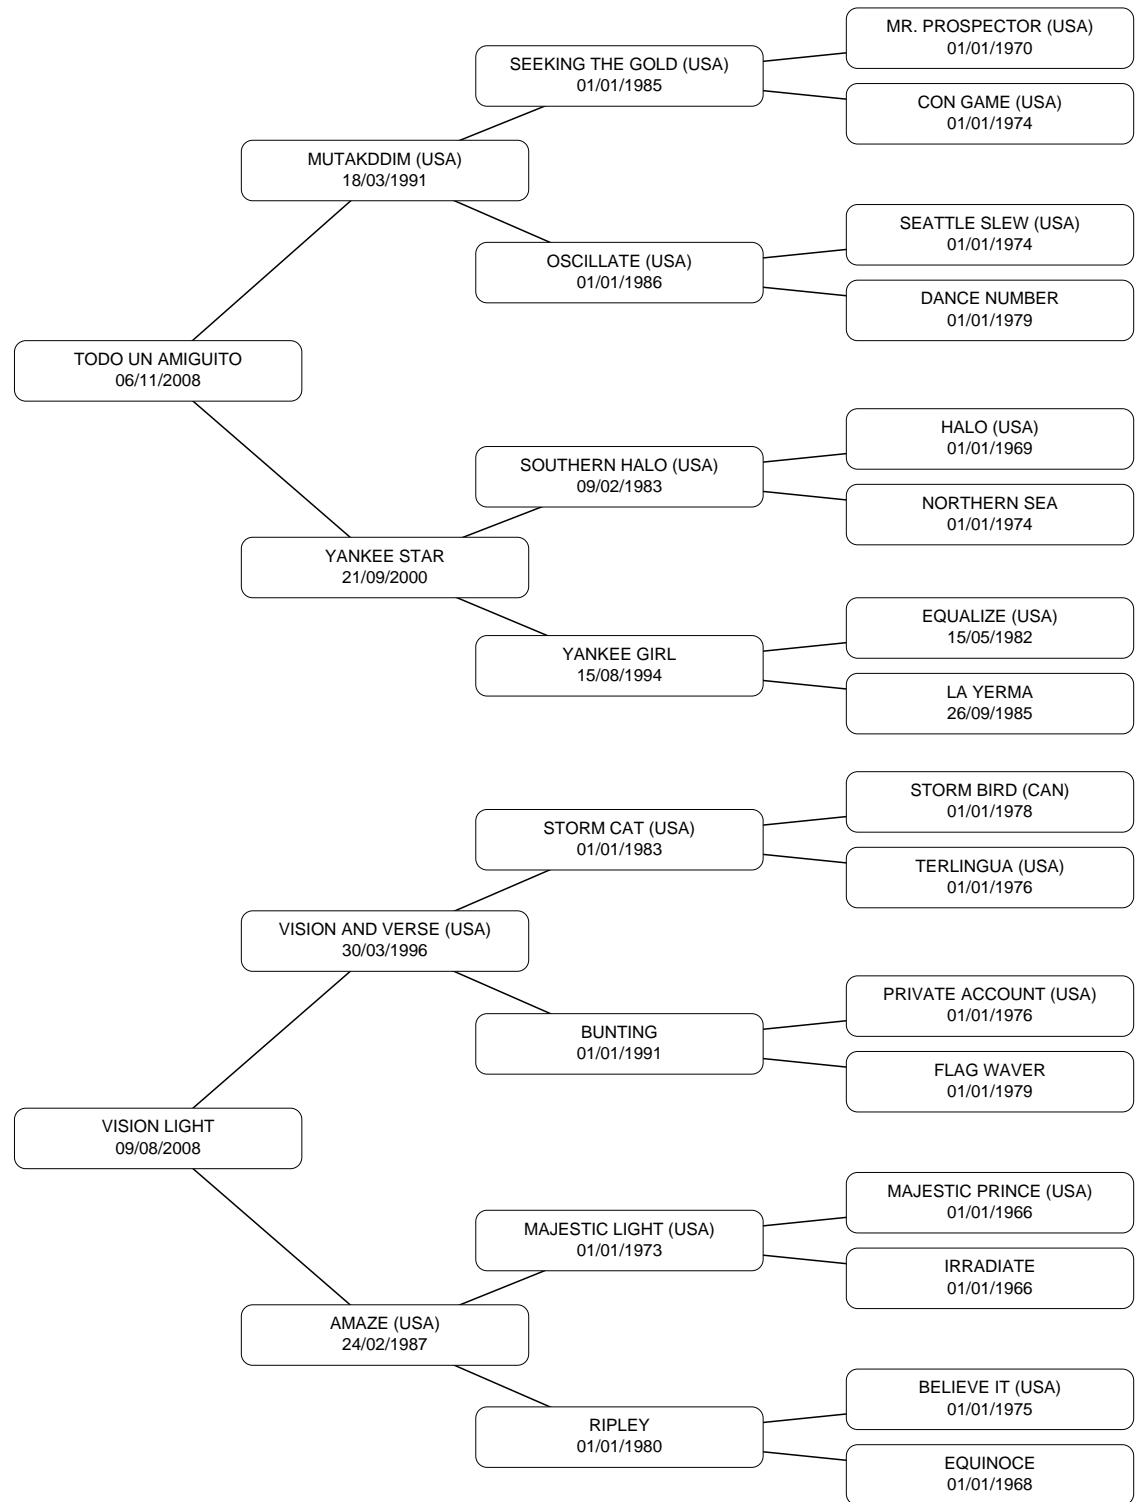 MR. PROSPECTOR (USA)
01/01/1970
SEEKING THE GOLD (USA)
01/01/1985
CON GAME (USA)
01/01/1974
MUTAKDDIM (USA)
18/03/1991
SEATTLE SLEW (USA)
01/01/1974
OSCILLATE (USA)
01/01/1986
DANCE NUMBER
01/01/1979
TODO UN AMIGUITO
06/11/2008
HALO (USA)
01/01/1969
SOUTHERN HALO (USA)
09/02/1983
NORTHERN SEA
01/01/1974
YANKEE STAR
21/09/2000
EQUALIZE (USA)
15/05/1982
YANKEE GIRL
15/08/1994
LA YERMA
26/09/1985
STORM BIRD (CAN)
01/01/1978
STORM CAT (USA)
01/01/1983
TERLINGUA (USA)
01/01/1976
VISION AND VERSE (USA)
30/03/1996
PRIVATE ACCOUNT (USA)
01/01/1976
BUNTING
01/01/1991
FLAG WAVER
01/01/1979
VISION LIGHT
09/08/2008
MAJESTIC PRINCE (USA)
01/01/1966
MAJESTIC LIGHT (USA)
01/01/1973
IRRADIATE
01/01/1966
AMAZE (USA)
24/02/1987
BELIEVE IT (USA)
01/01/1975
RIPLEY
01/01/1980
EQUINOCE
01/01/1968